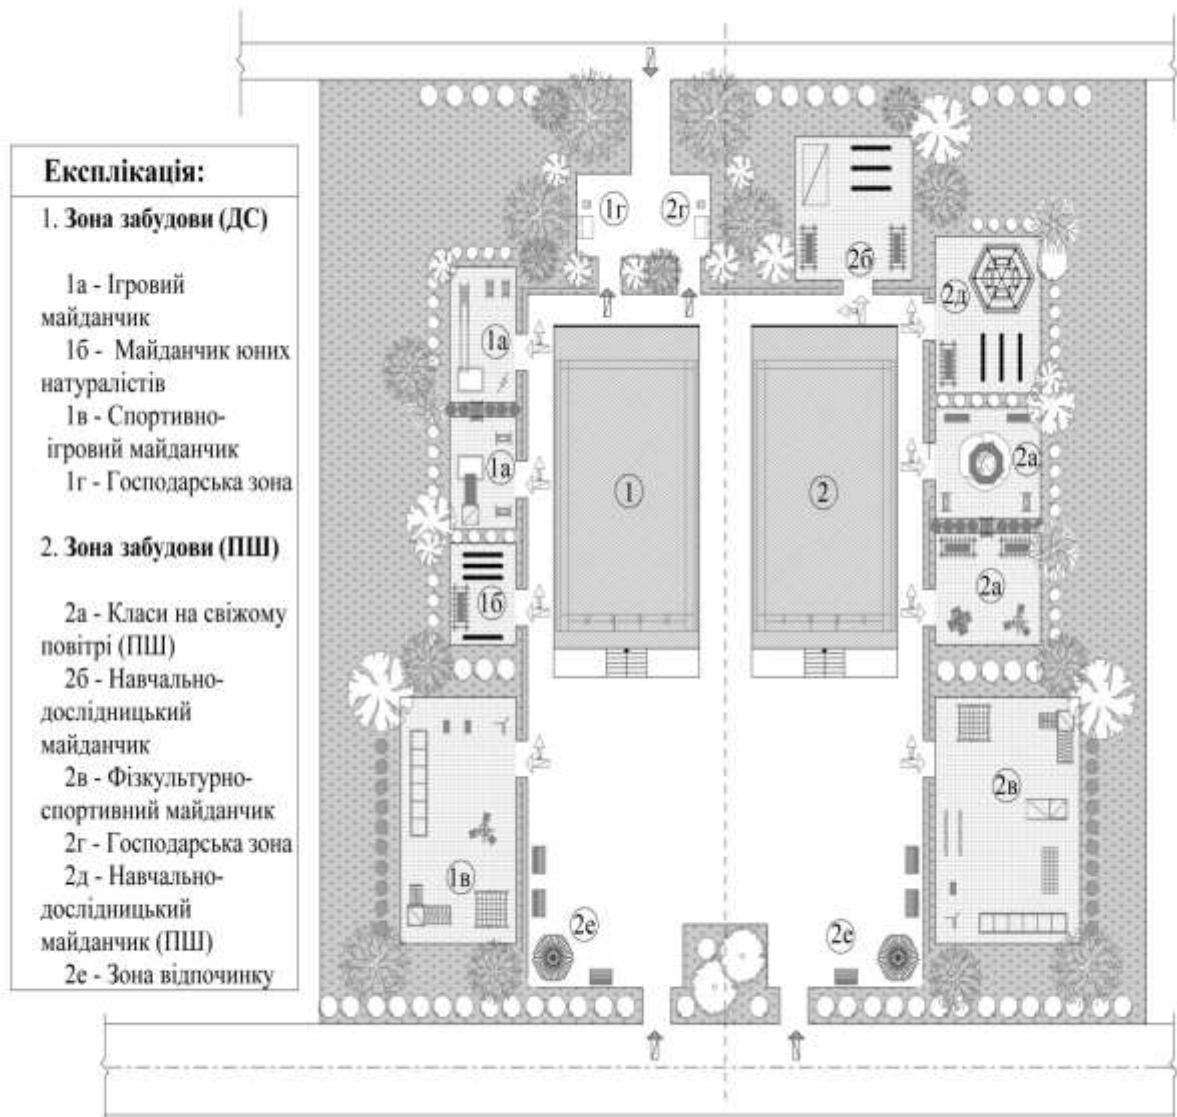 Експлікація:
1. Зона забудови (ДС)
1а - Ігровий
майданчик
1б - Майданчик юних
натуралістів
1в - Спортивно-
ігровий майданчик
1г - Господарська зона
2. Зона забудови (ПШ)
2а - Класи на свіжому
повітрі (ПШ)
2б - Навчально-
дослідницький
майданчик
2в - Фізкультурно-
спортивний майданчик
2г - Господарська зона
2д - Навчально-
дослідницький
майданчик (ПШ)
2е - Зона відпочинку
1г
2г
2б
2д
1а
2а
1а
1
2
1б
2а
2в
1в
2е
2е